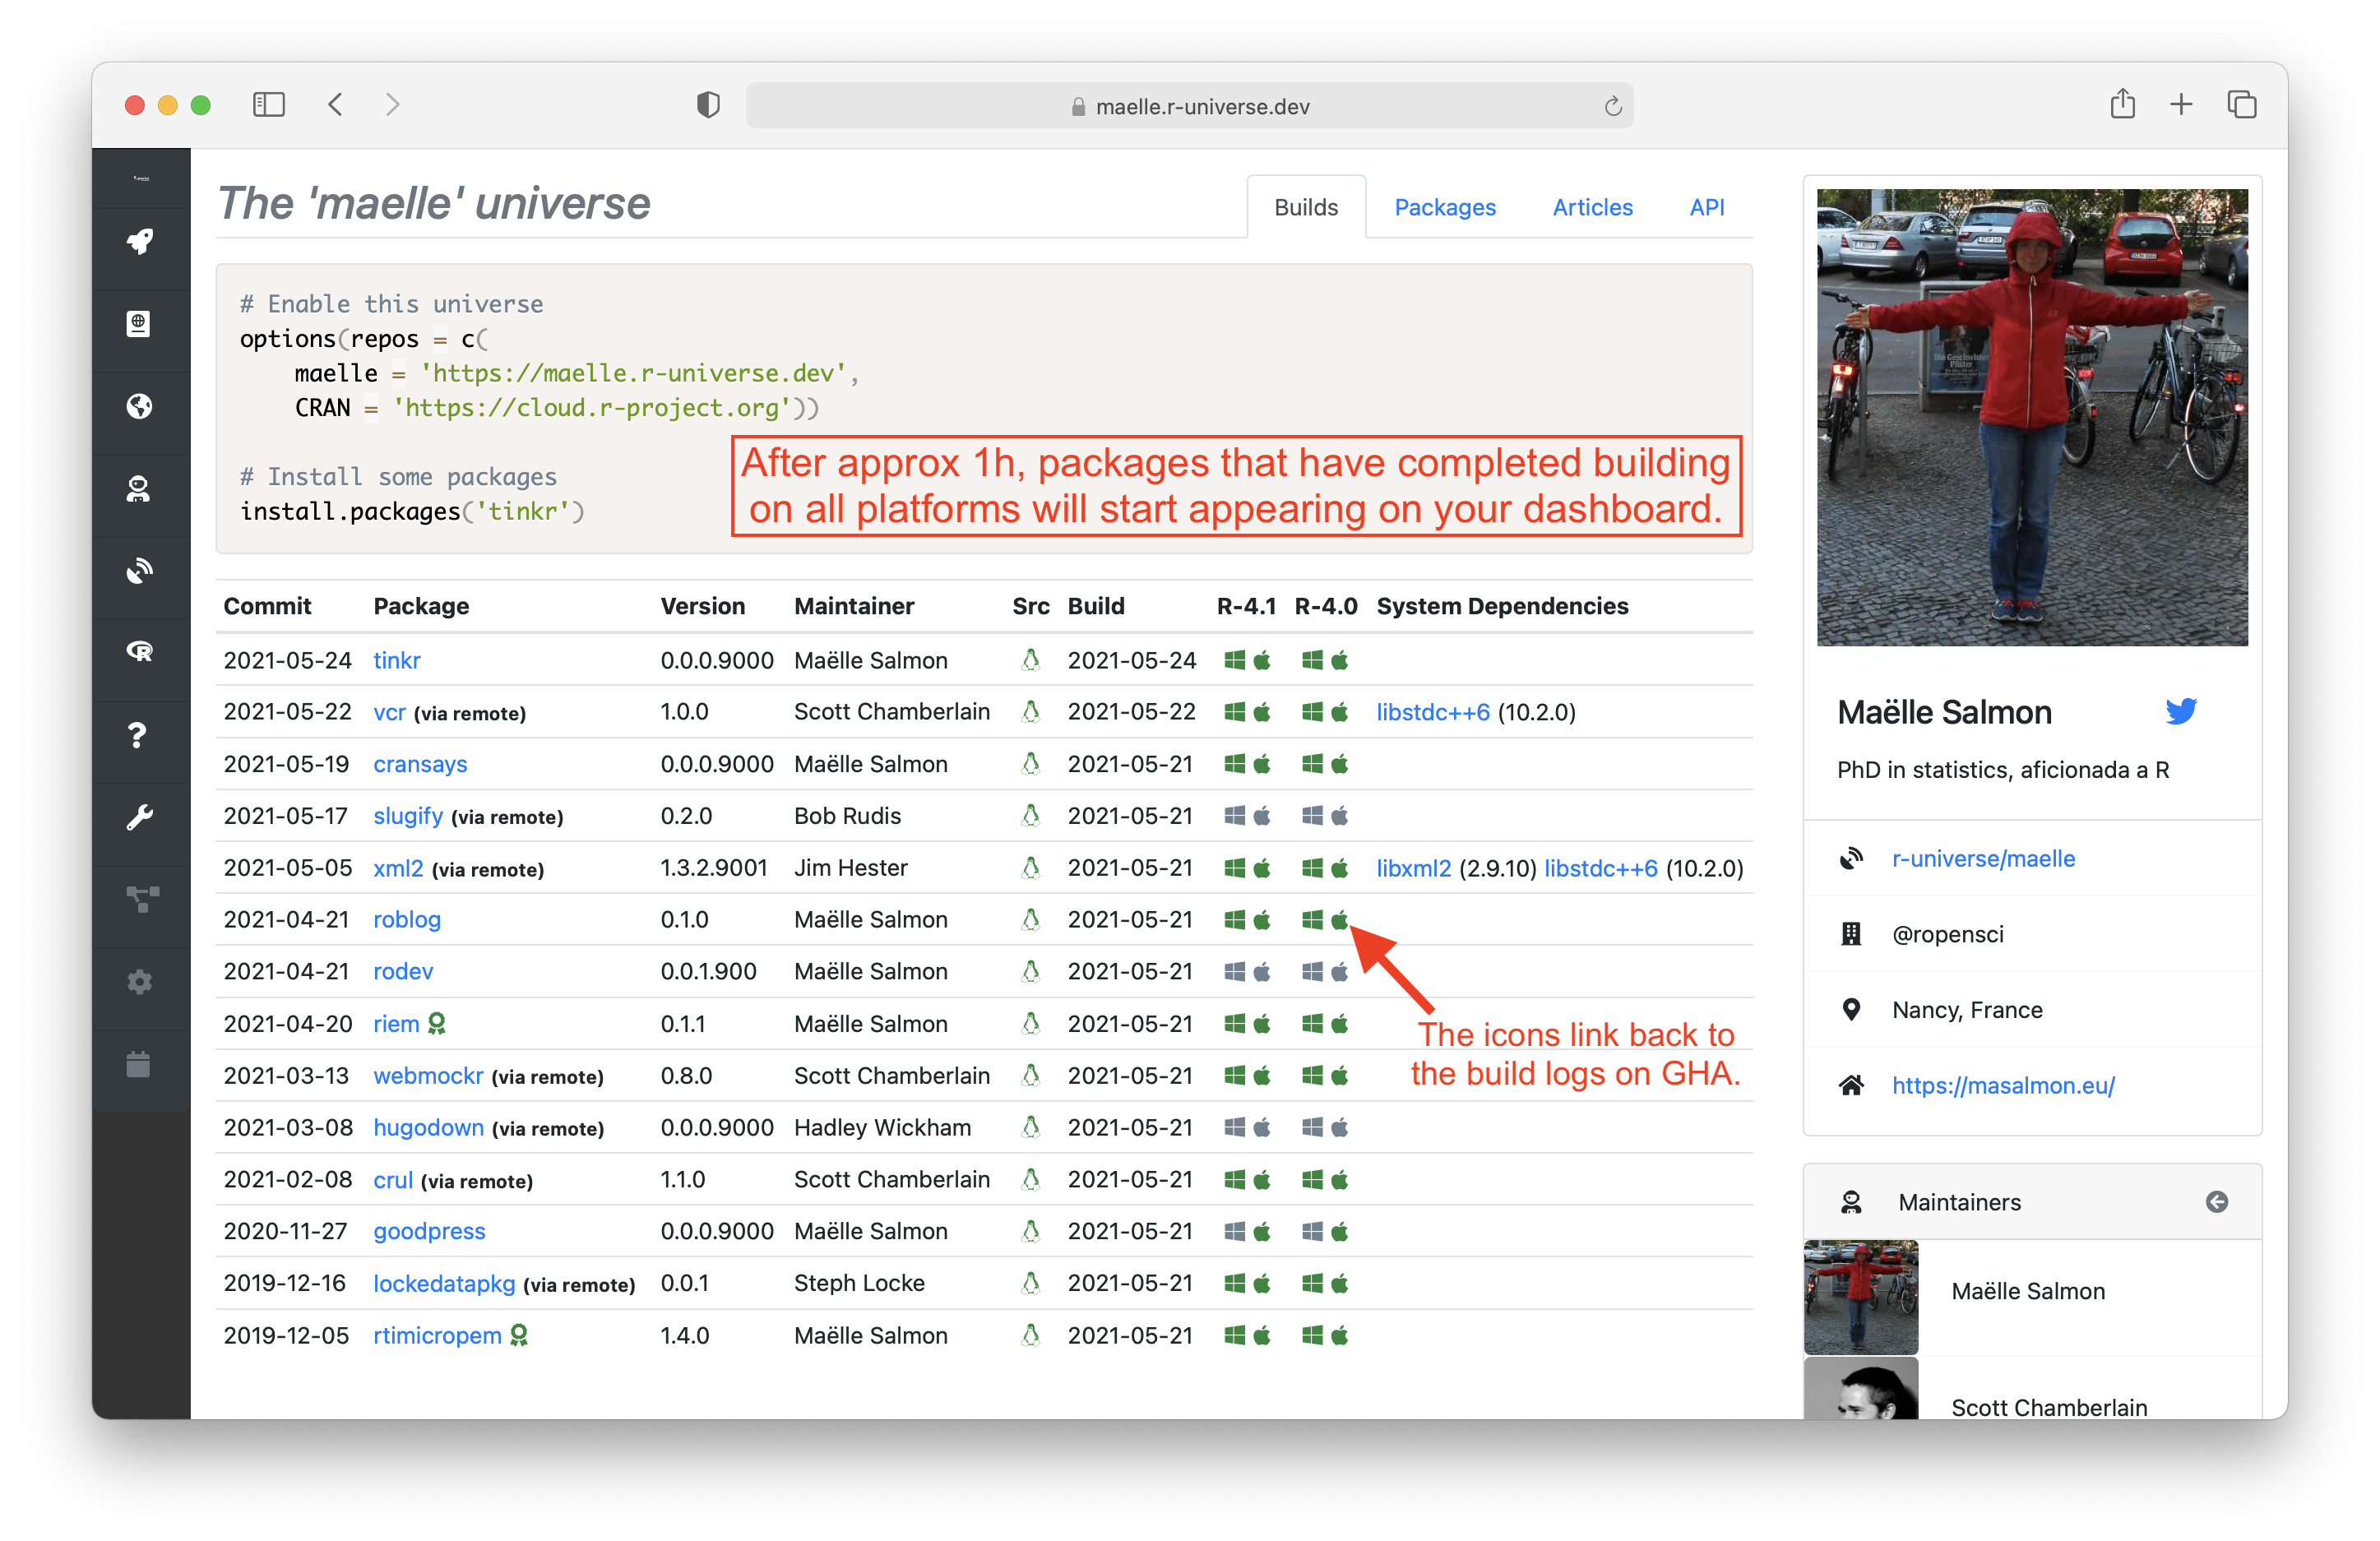 maelle.r-universe.dev
The 'maelle' universe
Builds Packages Articles API
# Enable this universe
options(repos = c(
maelle = 'https://maelle.r-universe.dev',
CRAN = 'https://cloud.r-project.org'))
# Install some packages
install.packages('tinkr')
After approx 1h, packages that have completed building
on all platforms will start appearing on your dashboard.
Commit Package Version Maintainer Src Build R-4.1 R-4.0 System Dependencies
2021-05-24 tinkr 0.0.0.9000 Maëlle Salmon 2021-05-24
2021-05-22 vcr (via remote) 1.0.0 Scott Chamberlain 2021-05-22 libstdc++6 (10.2.0)
2021-05-19 cransays 0.0.0.9000 Maëlle Salmon 2021-05-21
2021-05-17 slugify (via remote) 0.2.0 Bob Rudis 2021-05-21
2021-05-05 xml2 (via remote) 1.3.2.9001 Jim Hester 2021-05-21 libxml2 (2.9.10) libstdc++6 (10.2.0)
2021-04-21 roblog 0.1.0 Maëlle Salmon 2021-05-21
2021-04-21 rodev 0.0.1.900 Maëlle Salmon 2021-05-21
2021-04-20 riem 0.1.1 Maëlle Salmon 2021-05-21
2021-03-13 webmockr (via remote) 0.8.0 Scott Chamberlain 2021-05-21
2021-03-08 hugodown (via remote) 0.0.0.9000 Hadley Wickham 2021-05-21
2021-02-08 crul (via remote) 1.1.0 Scott Chamberlain 2021-05-21
2020-11-27 goodpress 0.0.0.9000 Maëlle Salmon 2021-05-21
2019-12-16 lockedatapkg (via remote) 0.0.1 Steph Locke 2021-05-21
2019-12-05 rtimicropem 1.4.0 Maëlle Salmon 2021-05-21
The icons link back to
the build logs on GHA.
Die Geschwister
Pfister
Maëlle Salmon
PhD in statistics, aficionada a R
r-universe/maelle
@ropensci
Nancy, France
https://masalmon.eu/
Maintainers
Maëlle Salmon
Scott Chamberlain